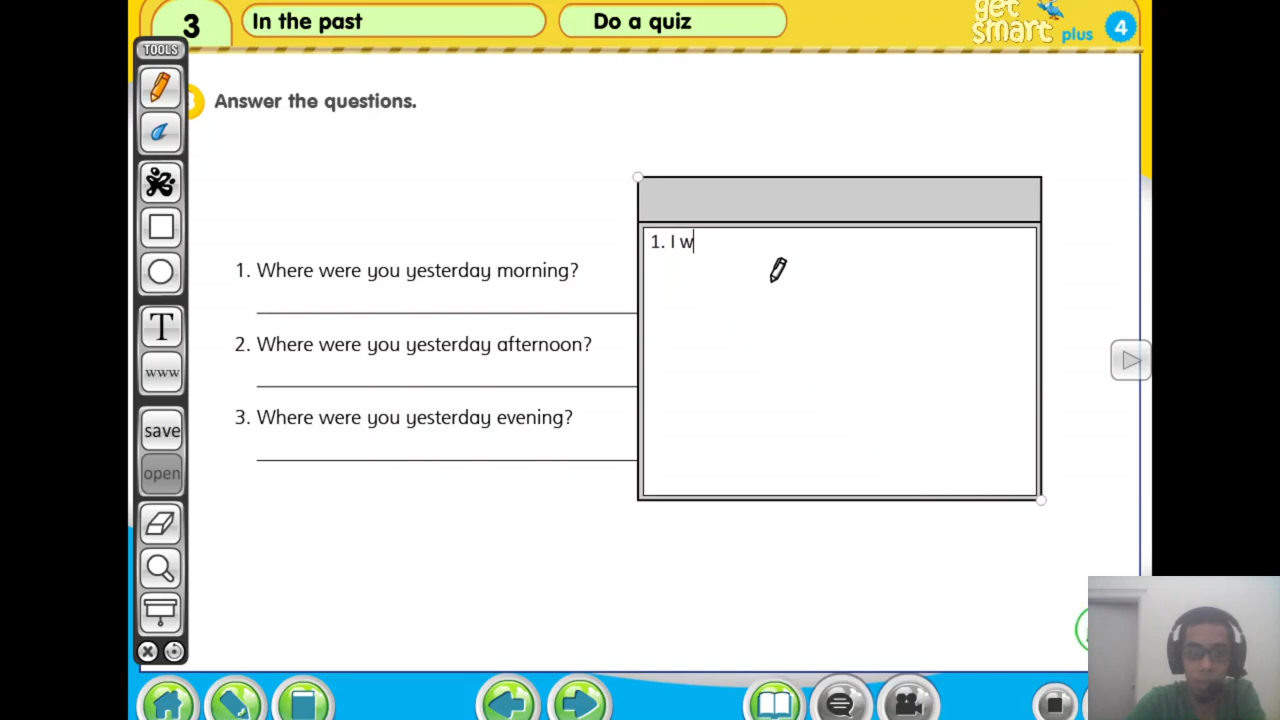 3
In the past
Do a quiz
get
smart plus 4
TOOLS
Answer the questions.
1. I w
1. Where were you yesterday morning?
2. Where were you yesterday afternoon?
3. Where were you yesterday evening?
T
www
save
open